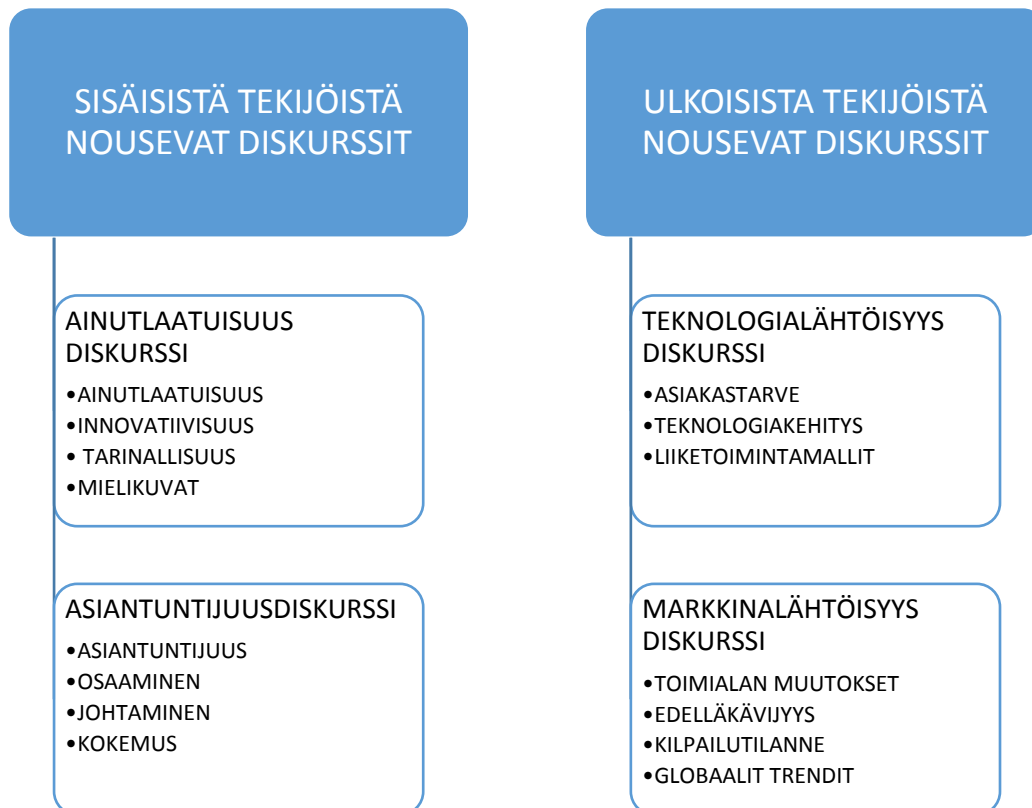 SISÄISISTÄ TEKIJÖISTÄ
NOUSEVAT DISKURSSIT
AINUTLAATUISUUS
DISKURSSI
•AINUTLAATUISUUS
•INNOVATIIVISUUS
• TARINALLISUUS
•MIELIKUVAT
ASIANTUNTIJUUSDISKURSSI
•ASIANTUNTIJUUS
•OSAAMINEN
•JOHTAMINEN
•KOKEMUS
ULKOISISTA TEKIJÖISTÄ
NOUSEVAT DISKURSSIT
TEKNOLOGIALÄHTÖISYYS
DISKURSSI
•ASIAKASTARVE
•TEKNOLOGIAKEHITYS
•LIIKETOIMINTAMALLIT
MARKKINALÄHTÖISYYS
DISKURSSI
•TOIMIALAN MUUTOKSET
•EDELLÄKÄVIJYYS
•KILPAILUTILANNE
•GLOBAALIT TRENDIT